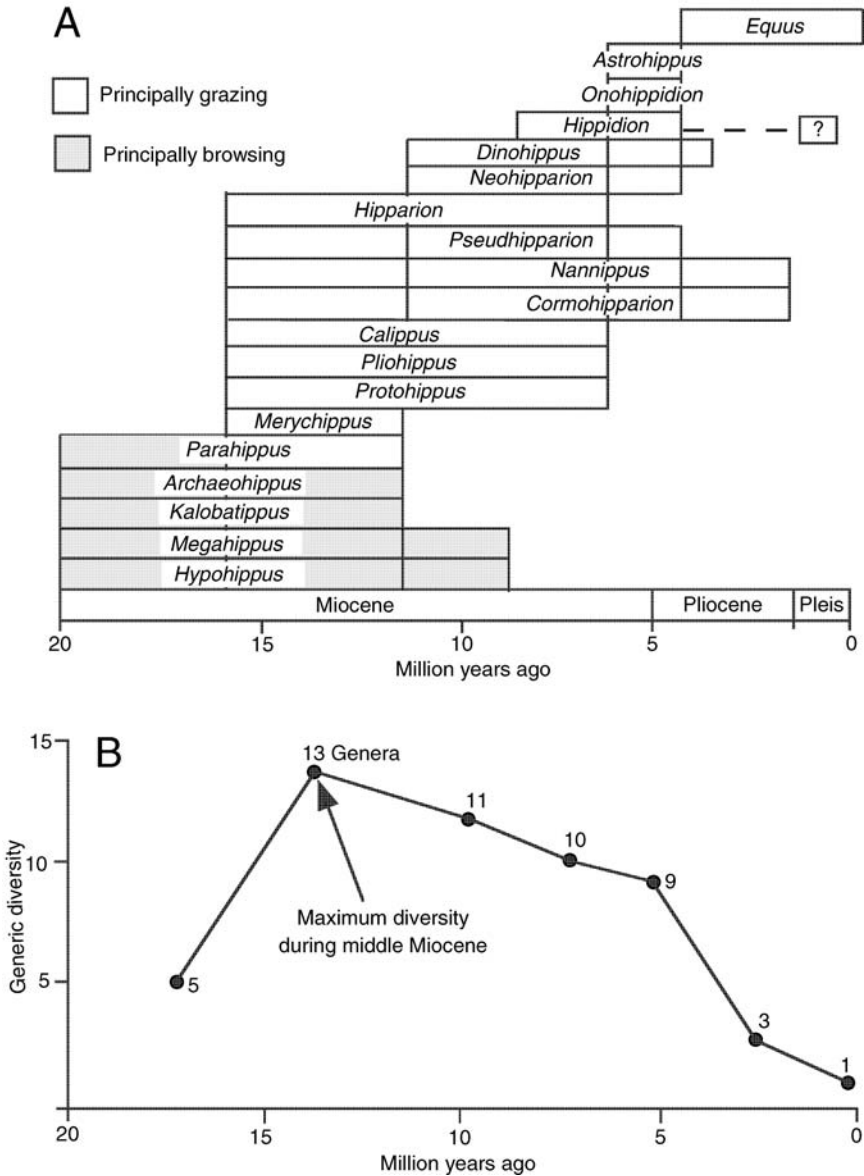 A
Equus
Principally grazing
Astrohippus
Onohippidion
Hippidion
?
Principally browsing
Dinohippus
Neohipparion
Hipparion
Pseudhipparion
Nannippus
Cormohipparion
Calippus
Pliohippus
Protohippus
Merychippus
Parahippus
Archaeohippus
Kalobatippus
Megahippus
Hypohippus
Miocene Pliocene Pleis
20 15 10 5 0
Million years ago
B
15
13 Genera
11
10
10
9
Maximum diversity
during middle Miocene
Generic diversity
5
5
3
1
20 15 10 5 0
Million years ago